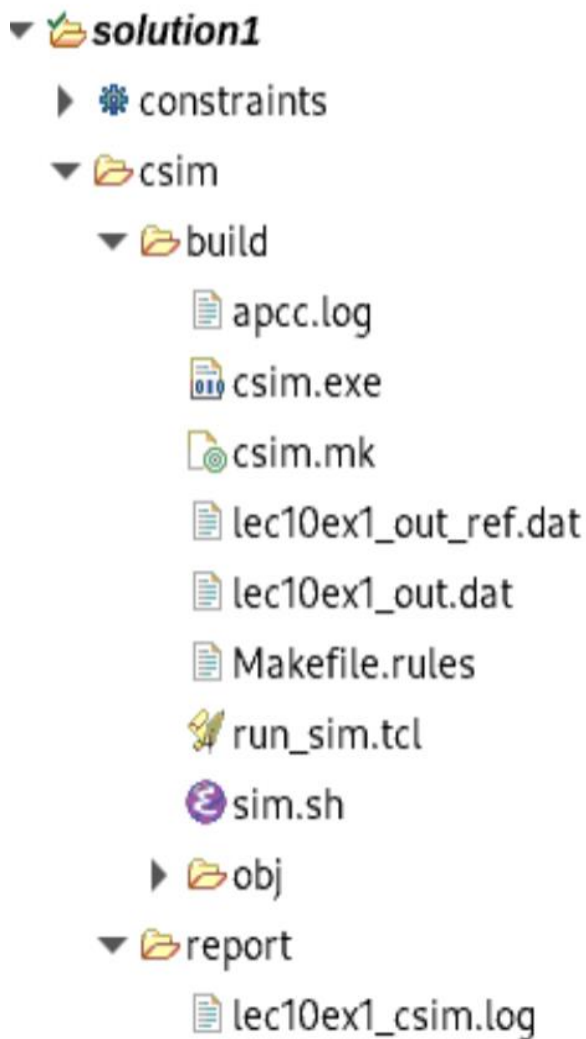 solution1
constraints
csim
build
apcc.log
csim.exe
csim.mk
lec10ex1_out_ref.dat
lec10ex1_out.dat
Makefile.rules
run_sim.tcl
sim.sh
obj
report
lec10ex1_csim.log